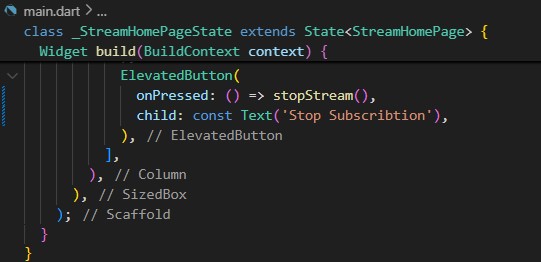 main.dart > ...
class _StreamHomePageState extends State<StreamHomePage> {
Widget build(BuildContext context) {
ElevatedButton(
onPressed: () => stopStream(),
child: const Text('Stop Subscribtion'),
), // ElevatedButton
],
), // Column
), // SizedBox
); // Scaffold
}
}